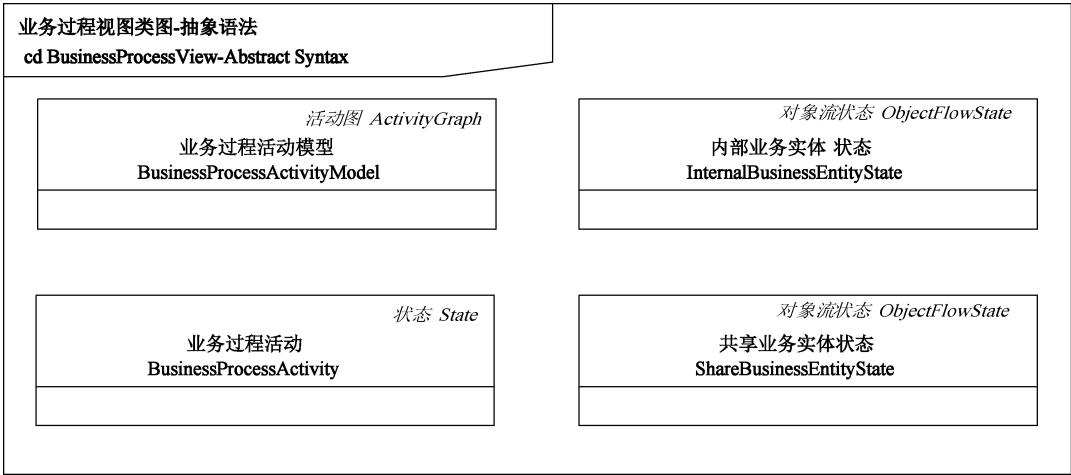 业务过程视图类图-抽象语法
cd BusinessProcessView-Abstract Syntax
活动图 ActivityGraph
业务过程活动模型
BusinessProcessActivityModel
对象流状态 ObjectFlowState
内部业务实体 状态
InternalBusinessEntityState
状态 State
业务过程活动
BusinessProcessActivity
对象流状态 ObjectFlowState
共享业务实体状态
ShareBusinessEntityState